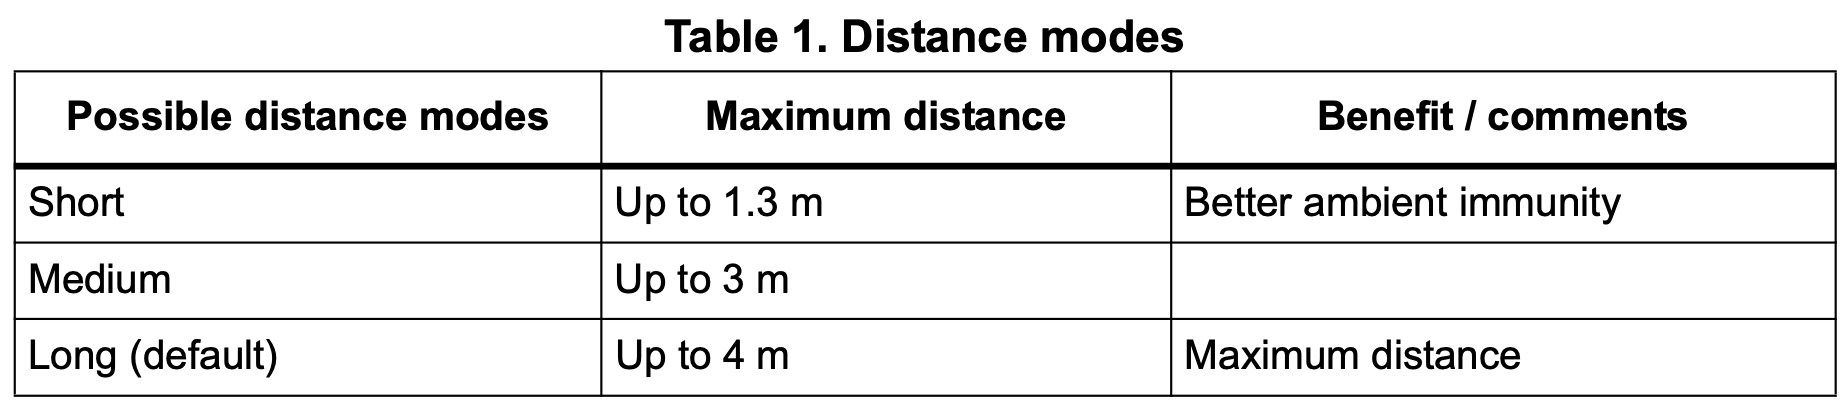 Table 1. Distance modes
Possible distance modes Maximum distance Benefit / comments
Short Up to 1.3 m Better ambient immunity
Medium Up to 3 m
Long (default) Up to 4 m Maximum distance